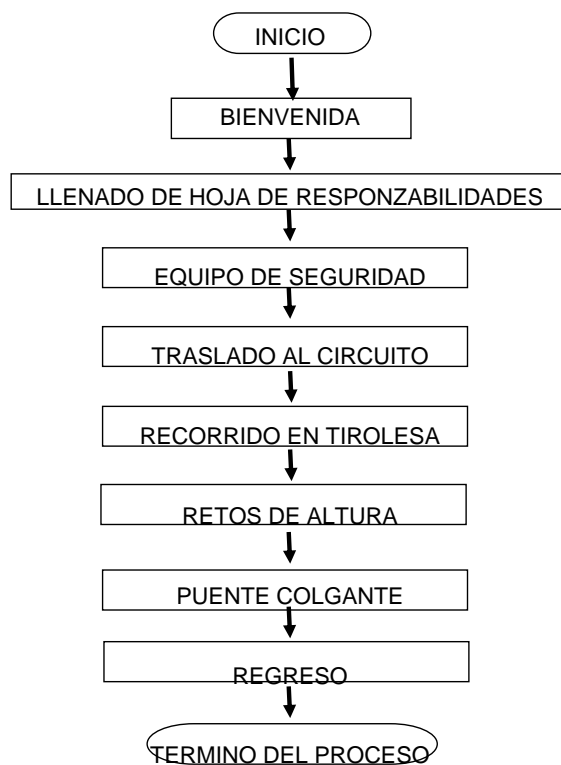 INICIO
BIENVENIDA
LLENADO DE HOJA DE RESPONZABILIDADES
EQUIPO DE SEGURIDAD
TRASLADO AL CIRCUITO
RECORRIDO EN TIROLESA
RETOS DE ALTURA
PUENTE COLGANTE
REGRESO
TERMINO DEL PROCESO